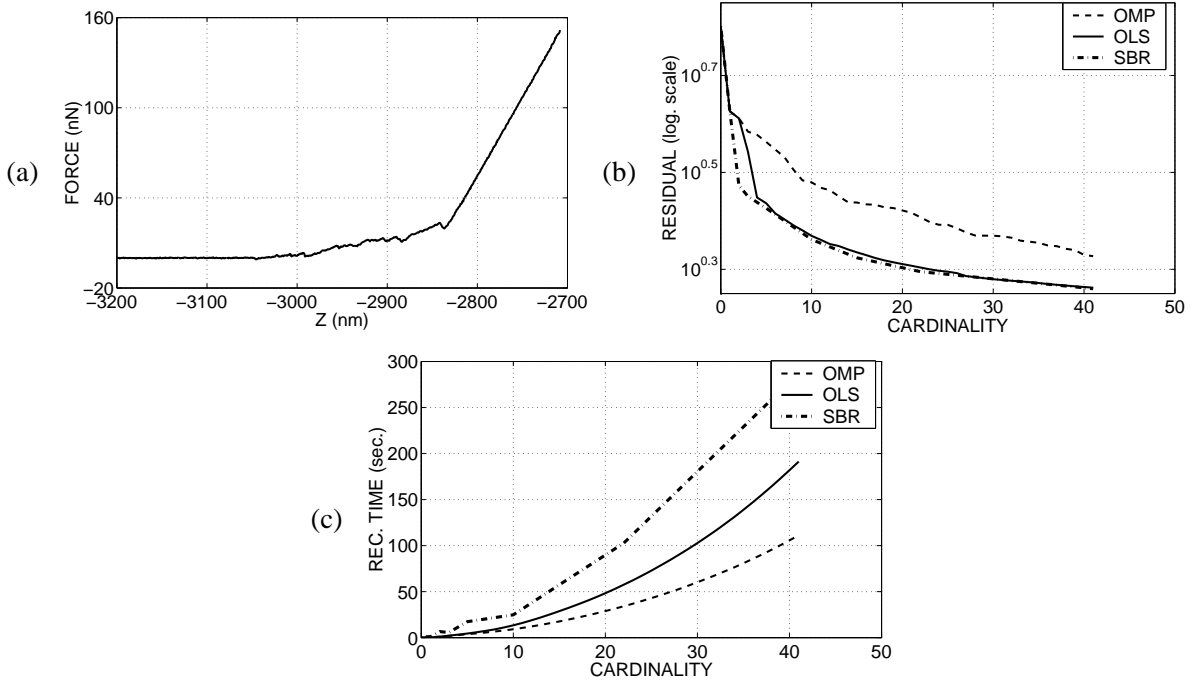 (a)
FORCE (nN)
160
100
40
−20
−3200 −3100 −3000 −2900 −2800 −2700
Z (nm)
(b)
RESIDUAL (log. scale)
10^0.7
10^0.5
10^0.3
0 10 20 30 40 50
CARDINALITY
OMP
OLS
SBR
(c)
REC. TIME (sec.)
300
250
200
150
100
50
0
0 10 20 30 40 50
CARDINALITY
OMP
OLS
SBR